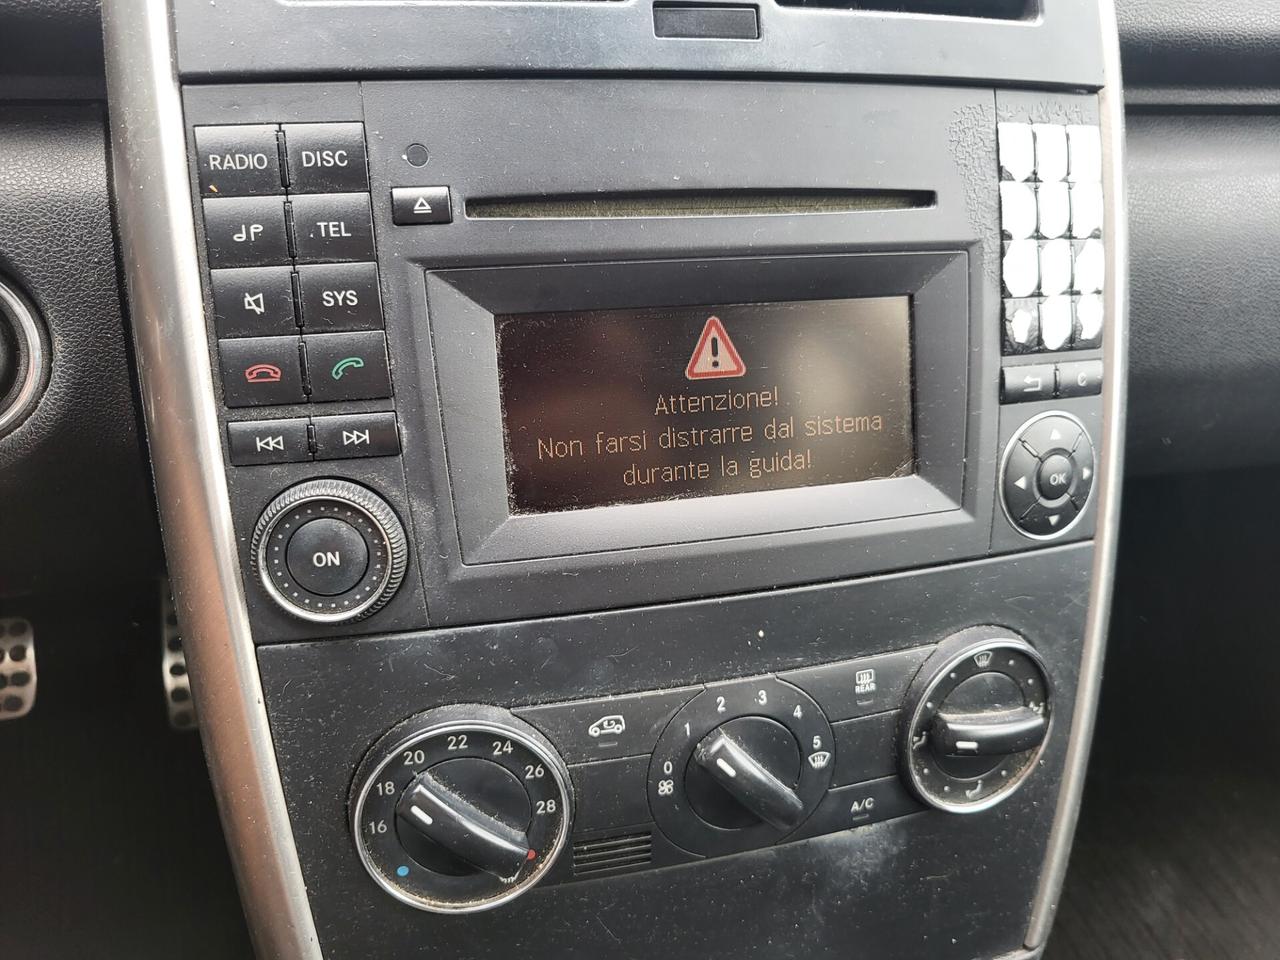 RADIO DISC
TEL
SYS
ON
Attenzione!
Non farsi distrarre dal sistema
durante la guida!
C
OK
16 18 20 22 24 26 28
0 1 2 3 4 5
REAR
A/C